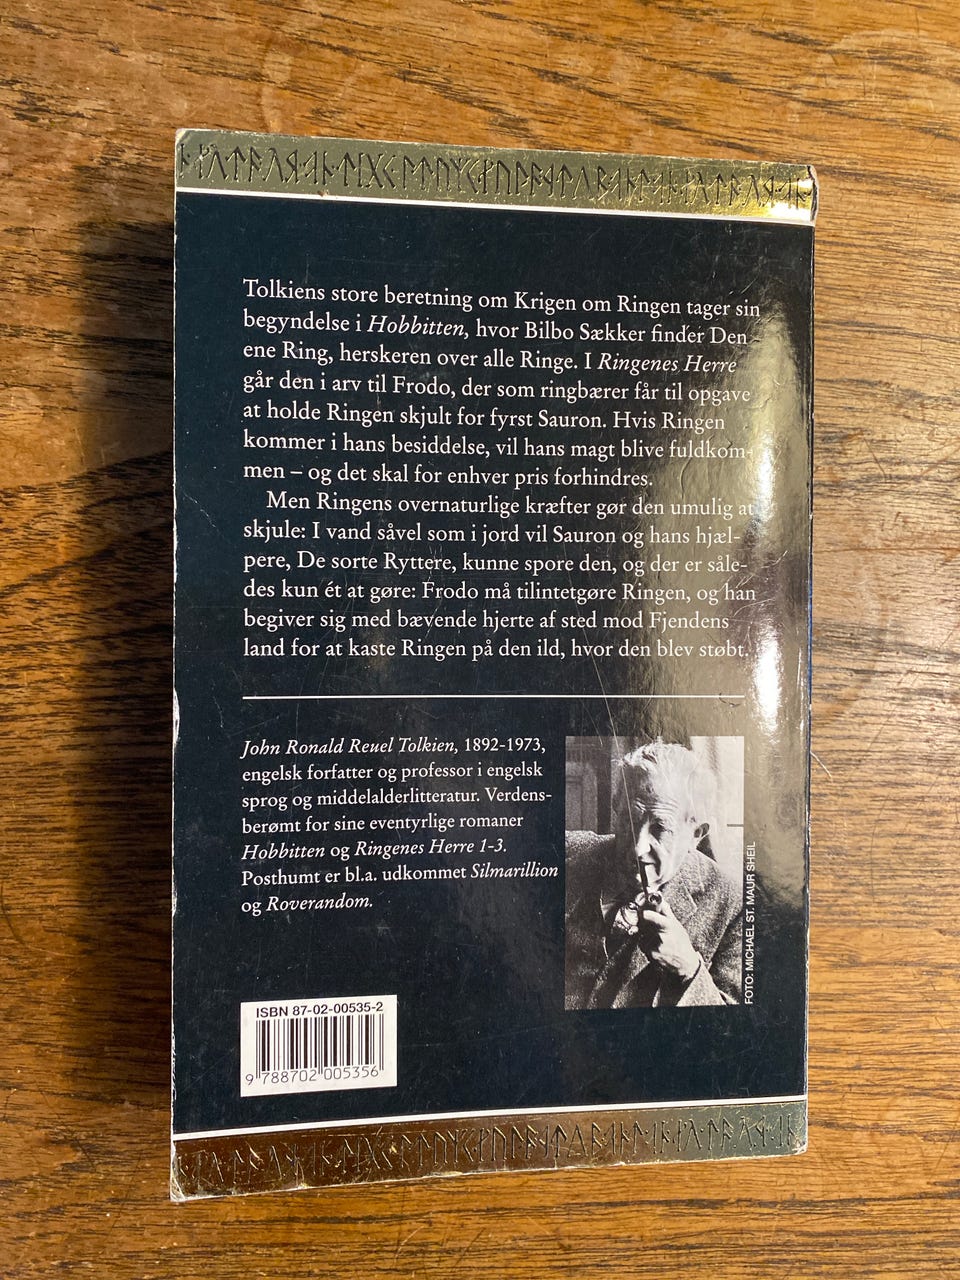 Tolkiens store beretning om Krigen om Ringen tager sin
begyndelse i Hobbitten, hvor Bilbo Sækker finder Den
ene Ring, herskeren over alle Ringe. I Ringenes Herre
går den i arv til Frodo, der som ringbærer får til opgave
at holde Ringen skjult for fyrst Sauron. Hvis Ringen
kommer i hans besiddelse, vil hans magt blive fuldkom-
men – og det skal for enhver pris forhindres.
Men Ringens overnaturlige kræfter gør den umulig at
skjule: I vand såvel som i jord vil Sauron og hans hjæl-
pere, De sorte Ryttere, kunne spore den, og der er såle-
des kun ét at gøre: Frodo må tilintetgøre Ringen, og han
begiver sig med bævende hjerte af sted mod Fjendens
land for at kaste Ringen på den ild, hvor den blev støbt.
John Ronald Reuel Tolkien, 1892-1973,
engelsk forfatter og professor i engelsk
sprog og middelalderlitteratur. Verdens-
berømt for sine eventyrlige romaner
Hobbitten og Ringenes Herre 1-3.
Posthumt er bl.a. udkommet Silmarillion
og Roverandom.
FOTO: MICHAEL ST. MAUR SHEIL
ISBN 87-02-00535-2
9 788702 005356